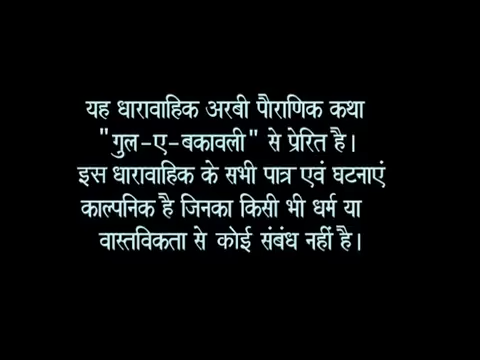 यह धारावाहिक अरबी पौराणिक कथा
"गुल-ए-बकावली" से प्रेरित है।
इस धारावाहिक के सभी पात्र एवं घटनाएं
काल्पनिक है जिनका किसी भी धर्म या
वास्तविकता से कोई संबंध नहीं है।